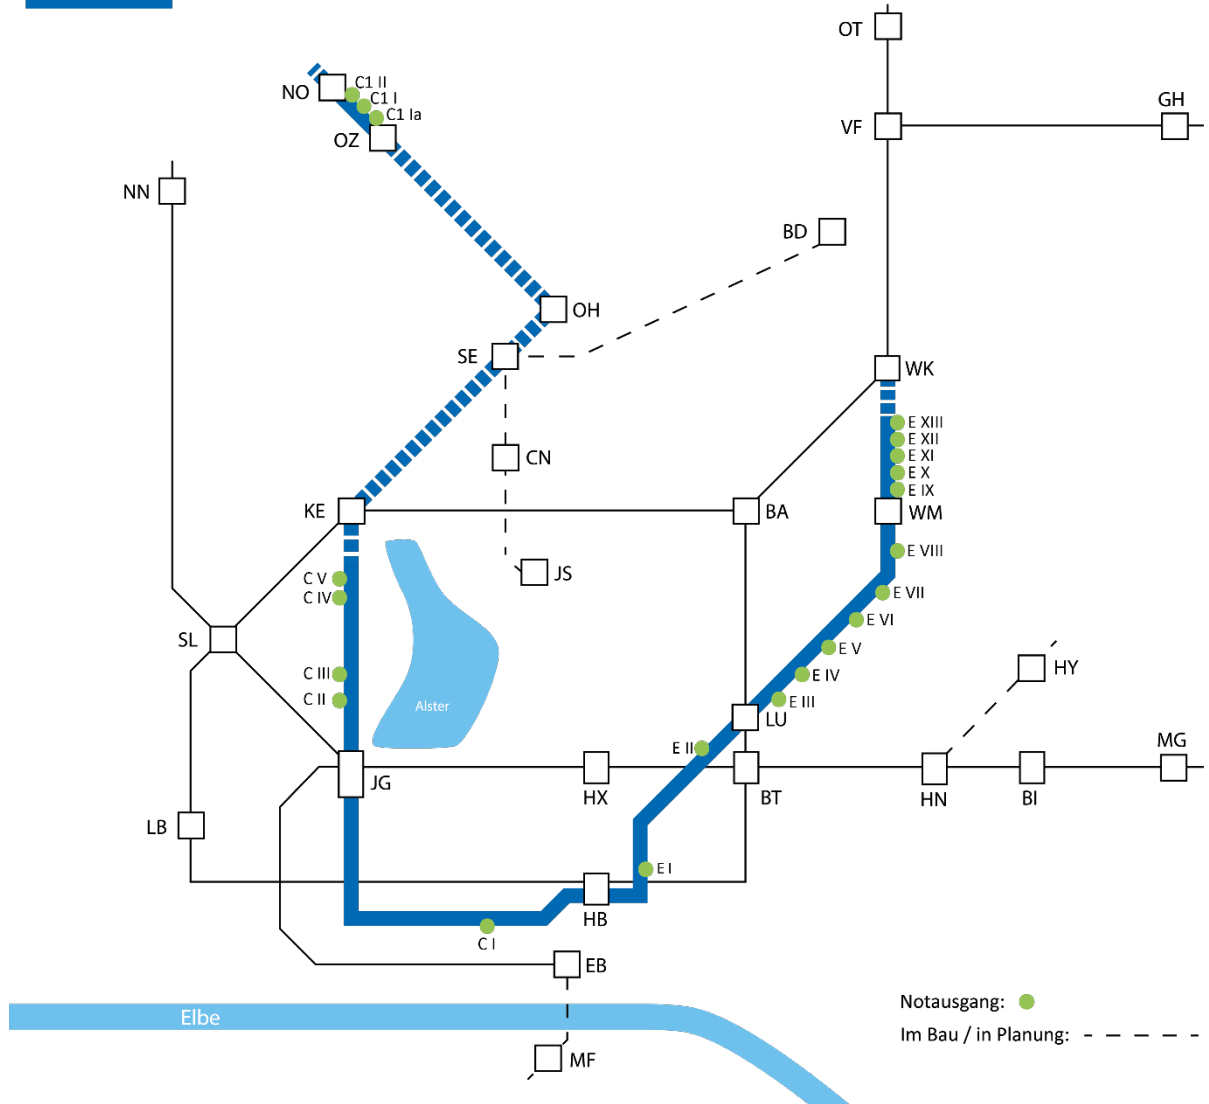 OT
GH
VF
C1 II
NO
C1 I
C1 Ia
OZ
NN
BD
OH
SE
WK
E XIII
E XII
CN
E XI
E X
E IX
KE
BA
WM
E VIII
JS
C V
C IV
E VII
E VI
SL
E V
HY
C III
E IV
C II
E III
Alster
LU
E II
MG
JG
HX
BT
HN
BI
LB
E I
HB
C I
EB
Notausgang:
Elbe
Im Bau / in Planung:
MF